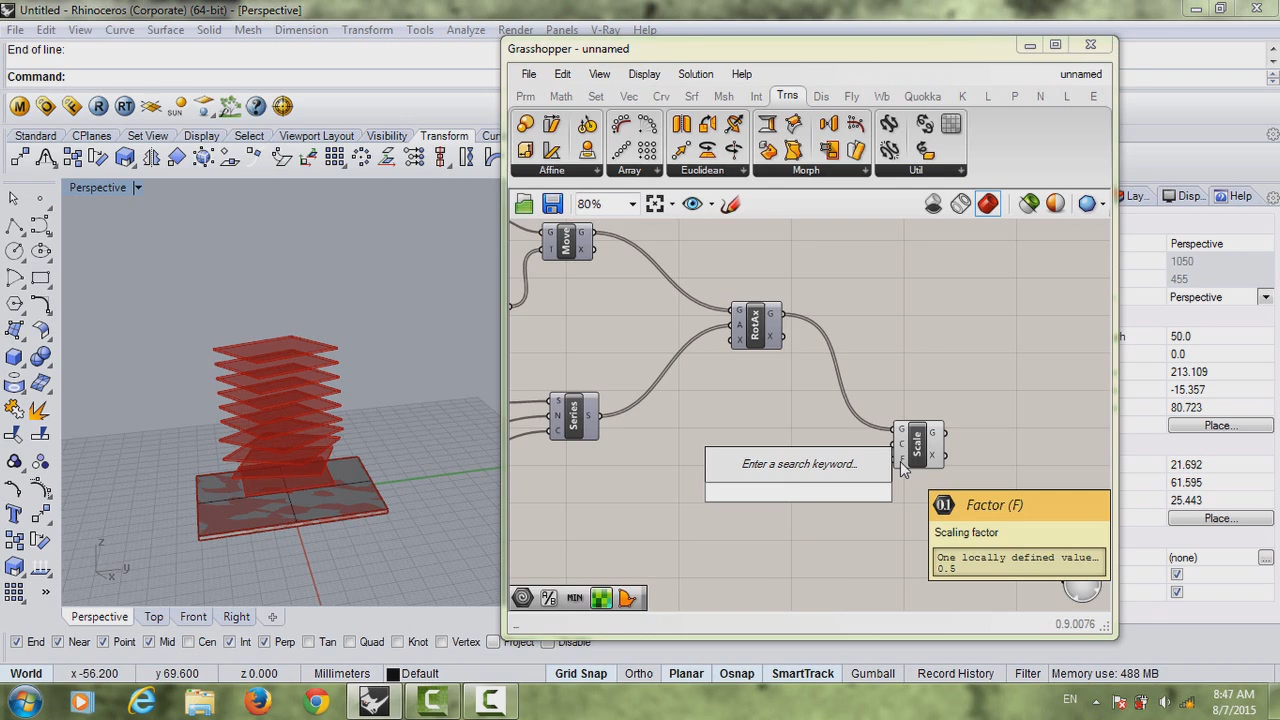 Untitled - Rhinoceros (Corporate) (64-bit) - [Perspective]
File Edit View Curve Surface Solid Mesh Dimension Transform Tools Analyze Render Panels V-Ray Help
End of line:
Command:
M R RT SUN
Standard CPlanes Set View Display Select Viewport Layout Visibility Transform
Perspective
Grasshopper - unnamed
File Edit View Display Solution Help unnamed
Prm Math Set Vec Crv Srf Msh Int Trns Dis Fly Wb Quokka K L P N L E
Affine Array Euclidean Morph Util
80%
G T Move G X
G A X RotAx G X
S N C Series S
G C F Scale G X
Enter a search keyword...
0.1 Factor (F)
Scaling factor
One locally defined value…
0.5
MIN
0.9.0076
Disp... Help
Perspective
1050
455
Perspective
50.0
0.0
213.109
-15.357
80.723
Place...
21.692
61.595
25.443
Place...
(none)
z y x
Perspective Top Front Right
End Near Point Mid Cen Int Perp Tan Quad Knot Vertex Project Disable
World x -56.200 y 69.600 z 0.000 Millimeters Default Grid Snap Ortho Planar Osnap SmartTrack Gumball Record History Filter Memory use: 488 MB
EN
8:47 AM
8/7/2015